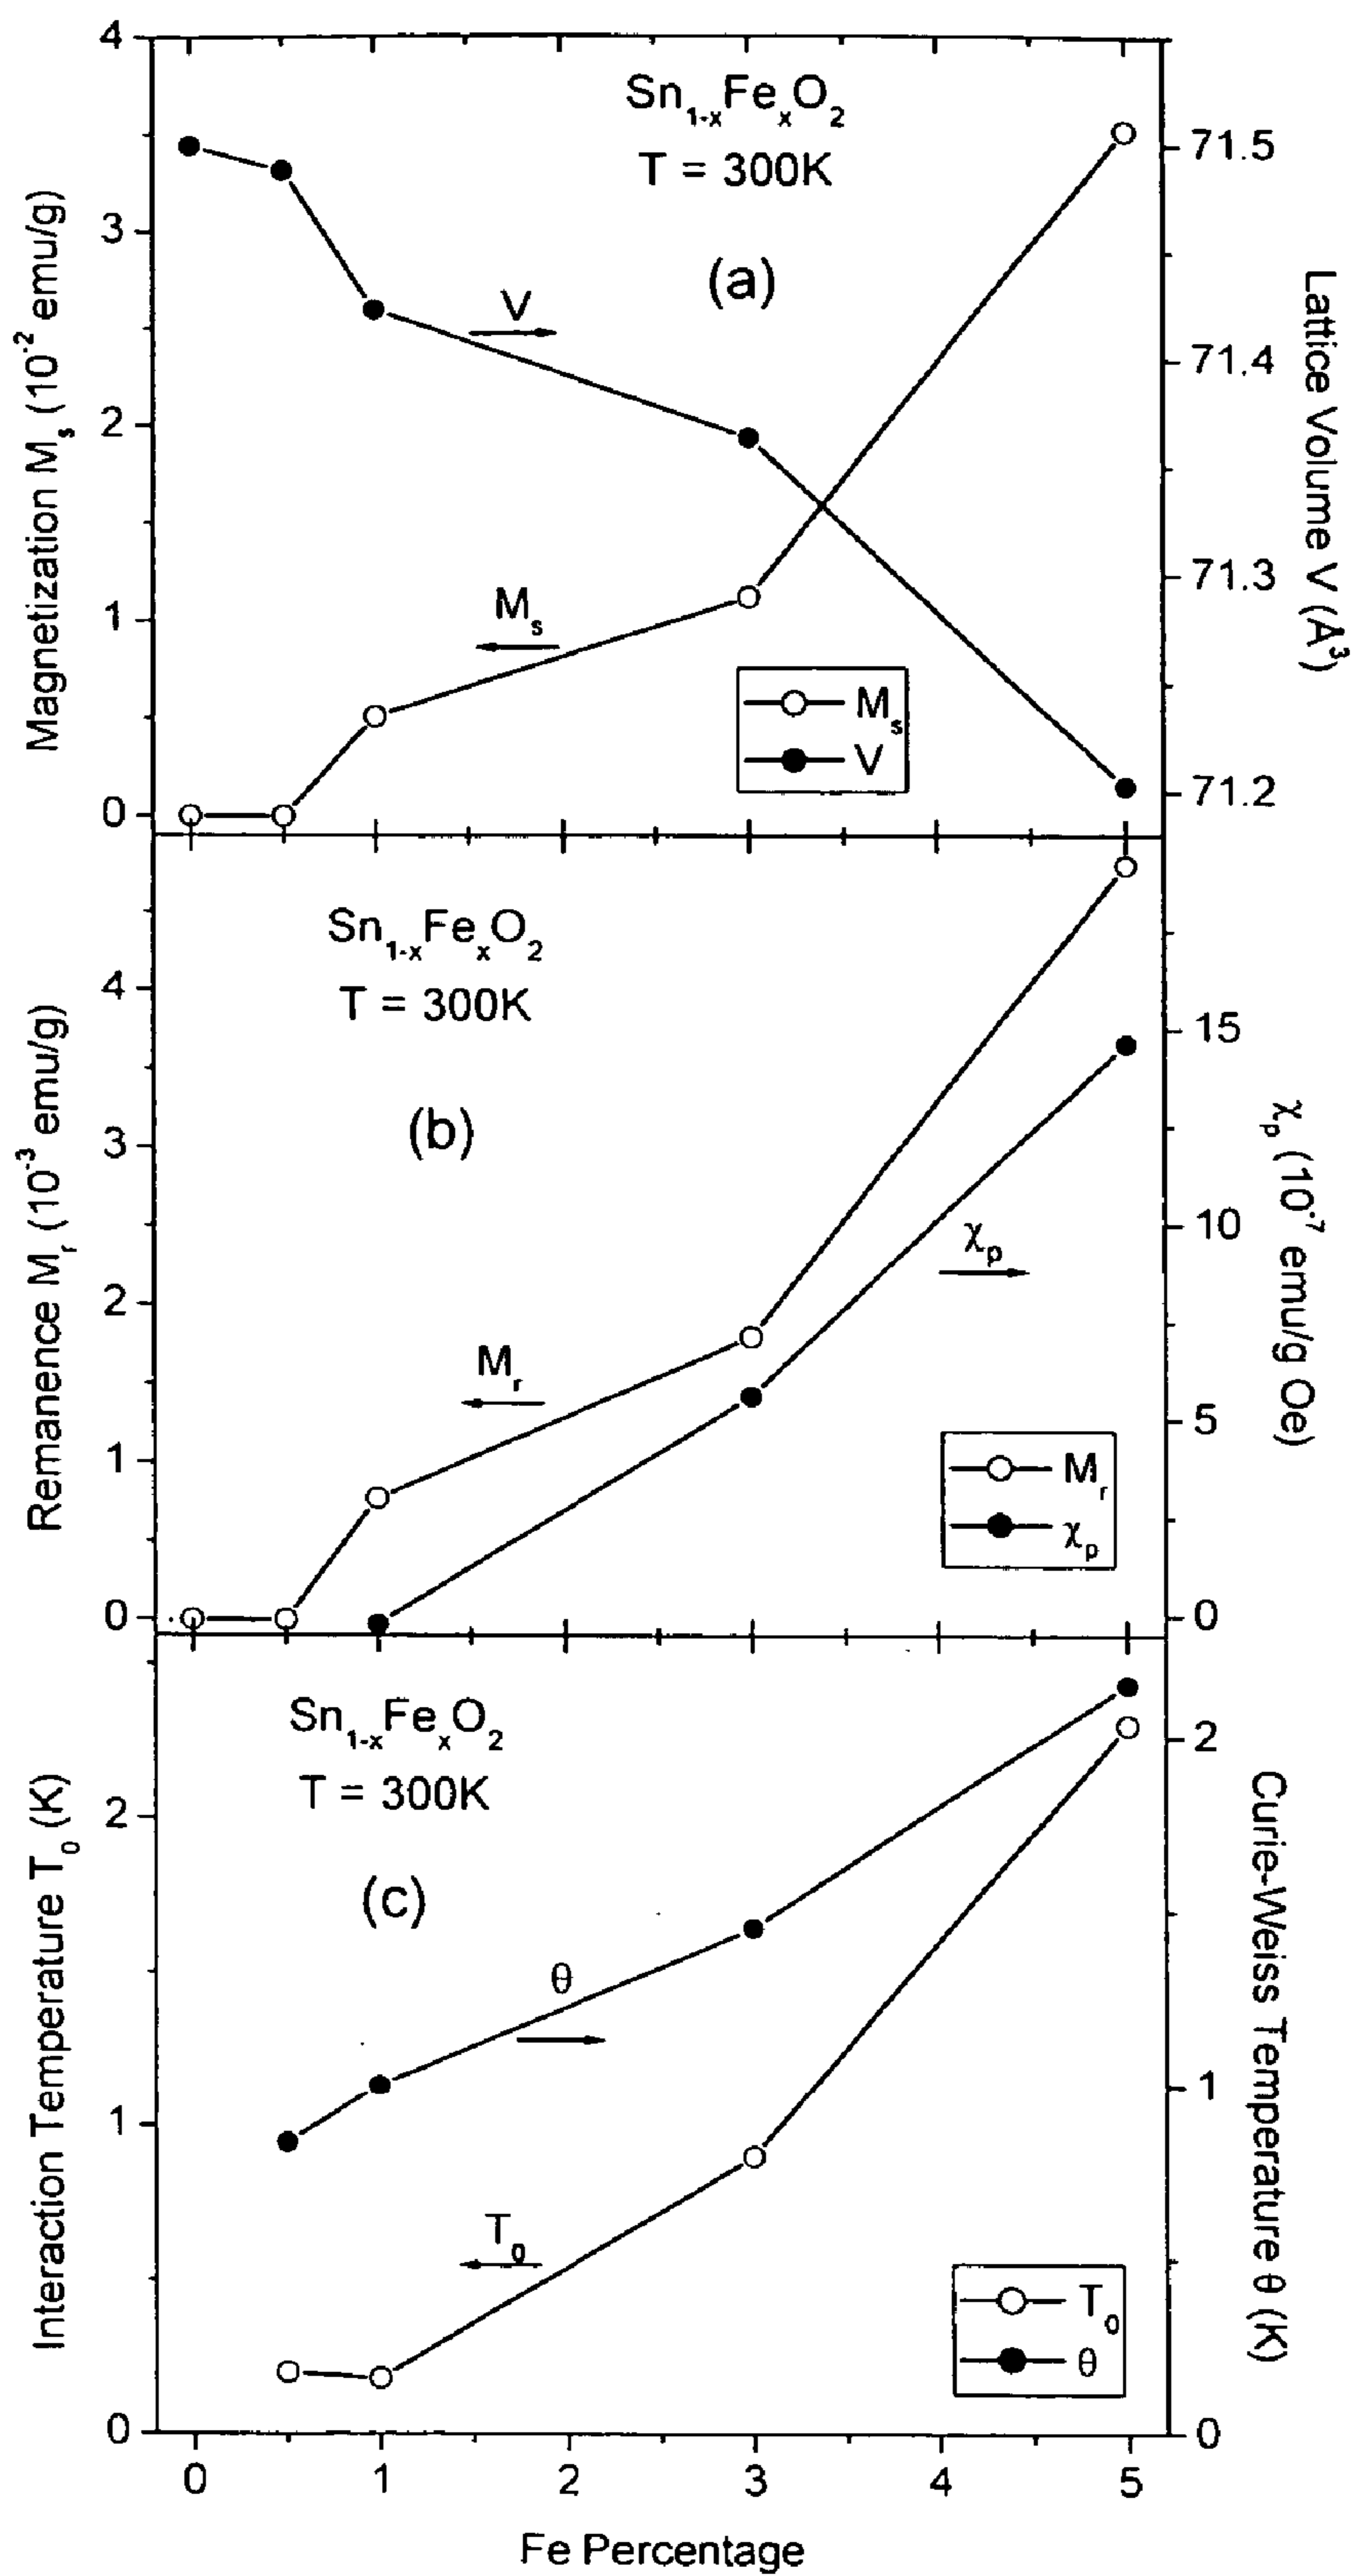 Sn₁₋ₓFeₓO₂
T = 300K
(a)
V
Mₛ
Mₛ
V
4
3
2
1
0
Magnetization Mₛ (10⁻² emu/g)
71.5
71.4
71.3
71.2
Lattice Volume V (Å³)
Sn₁₋ₓFeₓO₂
T = 300K
(b)
χₚ
Mᵣ
Mᵣ
χₚ
4
3
2
1
0
Remanence Mᵣ (10⁻³ emu/g)
15
10
5
0
χₚ (10⁻⁷ emu/g Oe)
Sn₁₋ₓFeₓO₂
T = 300K
(c)
θ
T₀
T₀
θ
2
1
0
Interaction Temperature T₀ (K)
2
1
0
Curie-Weiss Temperature θ (K)
0 1 2 3 4 5
Fe Percentage